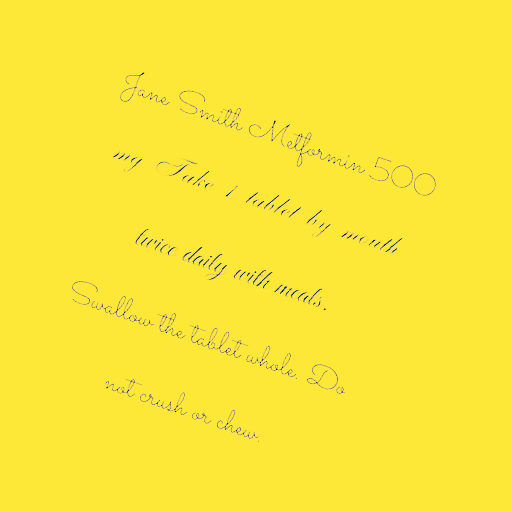 Jane Smith Metformin 500
mg Take 1 tablet by mouth
twice daily with meals.
Swallow the tablet whole. Do
not crush or chew.